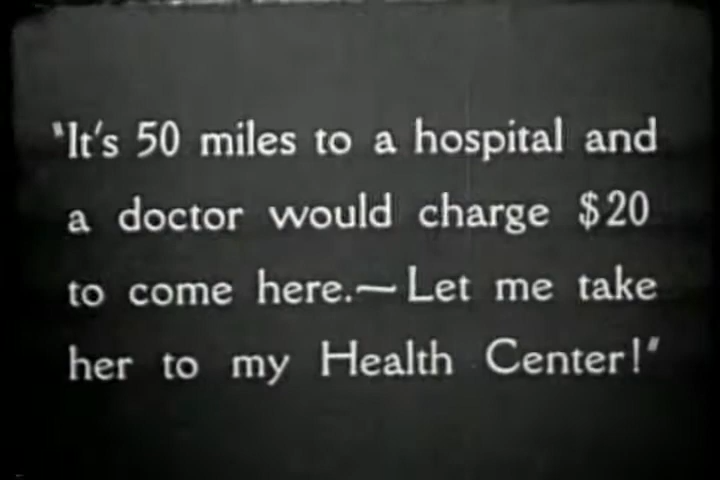 "It's 50 miles to a hospital and
a doctor would charge $20
to come here.—Let me take
her to my Health Center!"